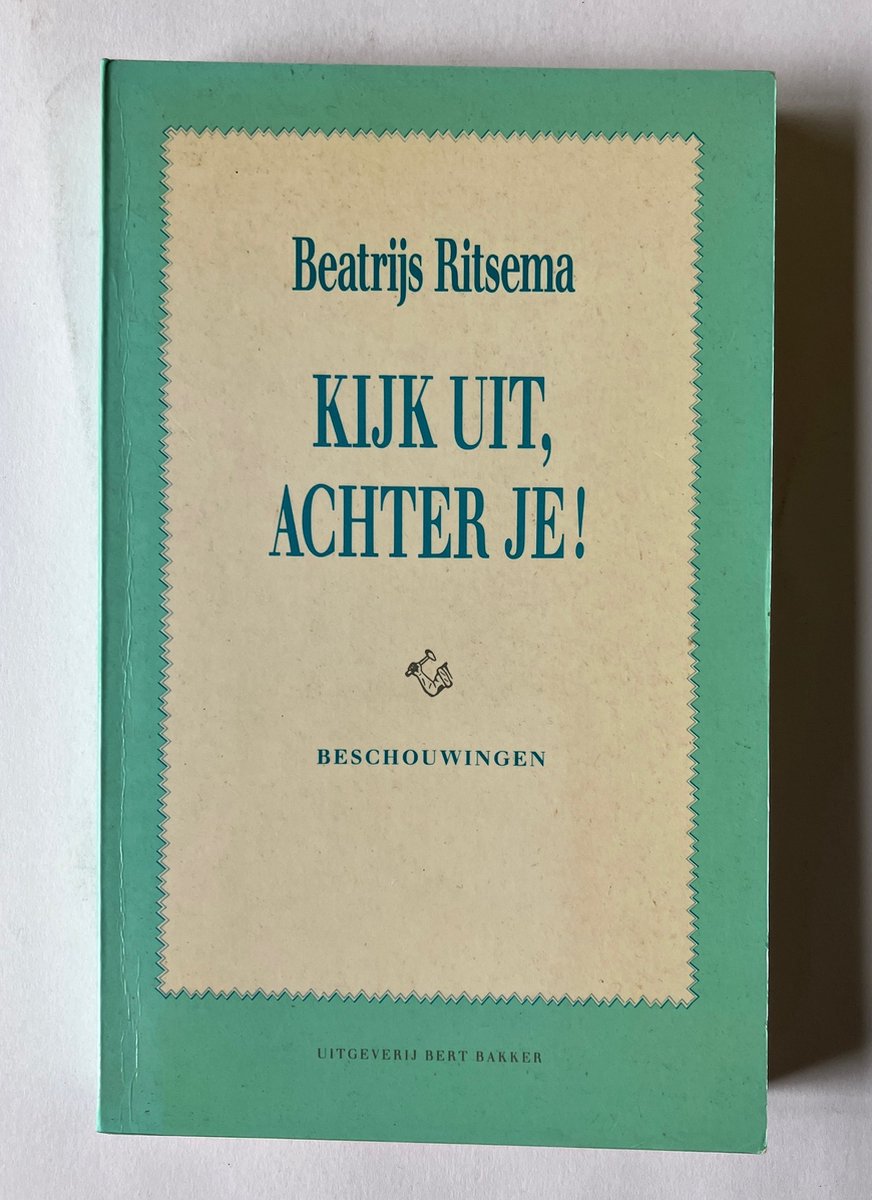 Beatrijs Ritsema
KIJK UIT,
ACHTER JE!
BESCHOUWINGEN
UITGEVERIJ BERT BAKKER